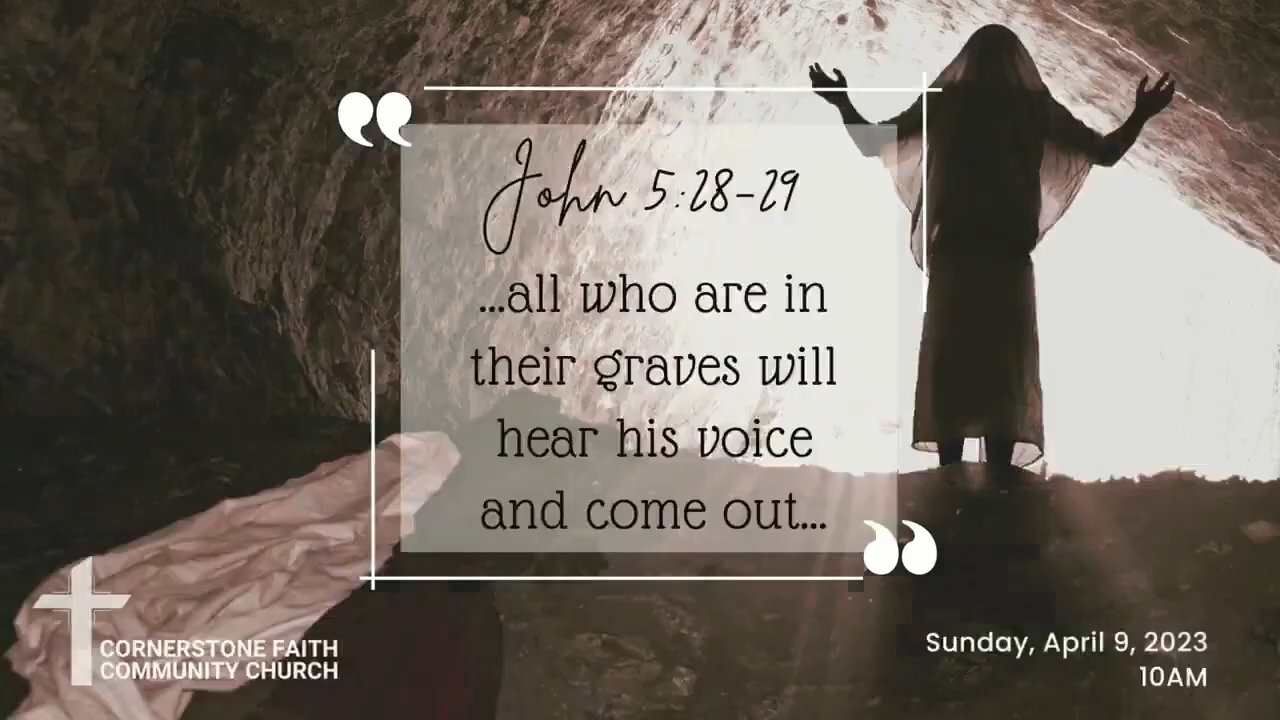 John 5:28-29
...all who are in
their graves will
hear his voice
and come out...
CORNERSTONE FAITH
COMMUNITY CHURCH
Sunday, April 9, 2023
10AM